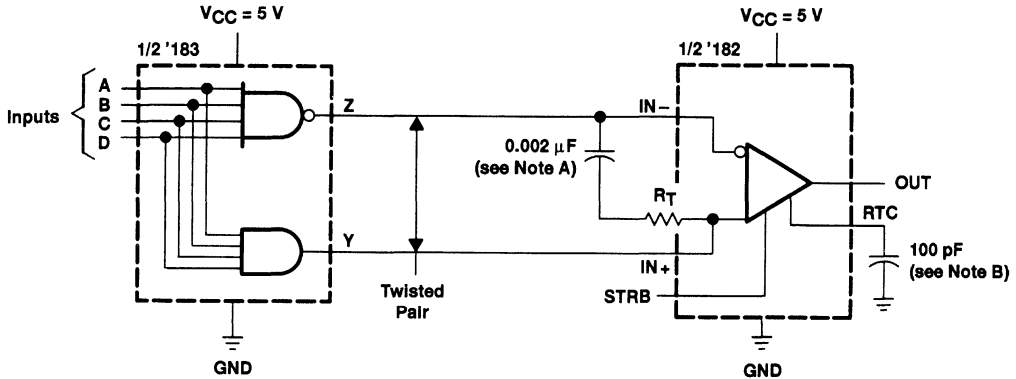 VCC = 5 V
VCC = 5 V
1/2 '183
1/2 '182
Inputs
A
B
C
D
Z
IN−
0.002 μF
(see Note A)
RT
OUT
RTC
Y
IN+
100 pF
(see Note B)
STRB
Twisted
Pair
GND
GND